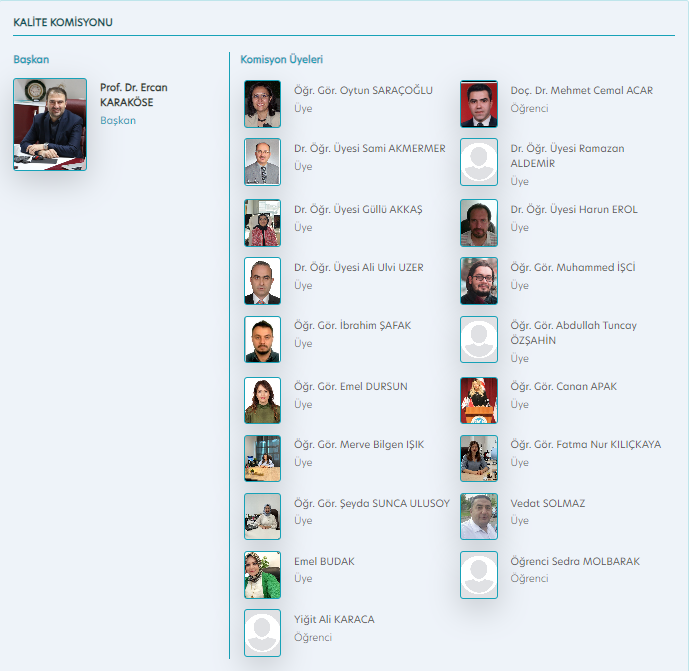 KALİTE KOMİSYONU
Başkan
Prof. Dr. Ercan
KARAKÖSE
Başkan
Komisyon Üyeleri
Öğr. Gör. Oytun SARAÇOĞLU
Üye
Doç. Dr. Mehmet Cemal ACAR
Öğrenci
Dr. Öğr. Üyesi Sami AKMERMER
Üye
Dr. Öğr. Üyesi Ramazan
ALDEMİR
Üye
Dr. Öğr. Üyesi Güllü AKKAŞ
Üye
Dr. Öğr. Üyesi Harun EROL
Üye
Dr. Öğr. Üyesi Ali Ulvi UZER
Üye
Öğr. Gör. Muhammed İŞCİ
Üye
Öğr. Gör. İbrahim ŞAFAK
Üye
Öğr. Gör. Abdullah Tuncay
ÖZŞAHİN
Üye
Öğr. Gör. Emel DURSUN
Üye
Öğr. Gör. Canan APAK
Üye
Öğr. Gör. Merve Bilgen IŞIK
Üye
Öğr. Gör. Fatma Nur KILIÇKAYA
Üye
Öğr. Gör. Şeyda SUNCA ULUSOY
Üye
Vedat SOLMAZ
Üye
Emel BUDAK
Üye
Öğrenci Sedra MOLBARAK
Öğrenci
Yiğit Ali KARACA
Öğrenci